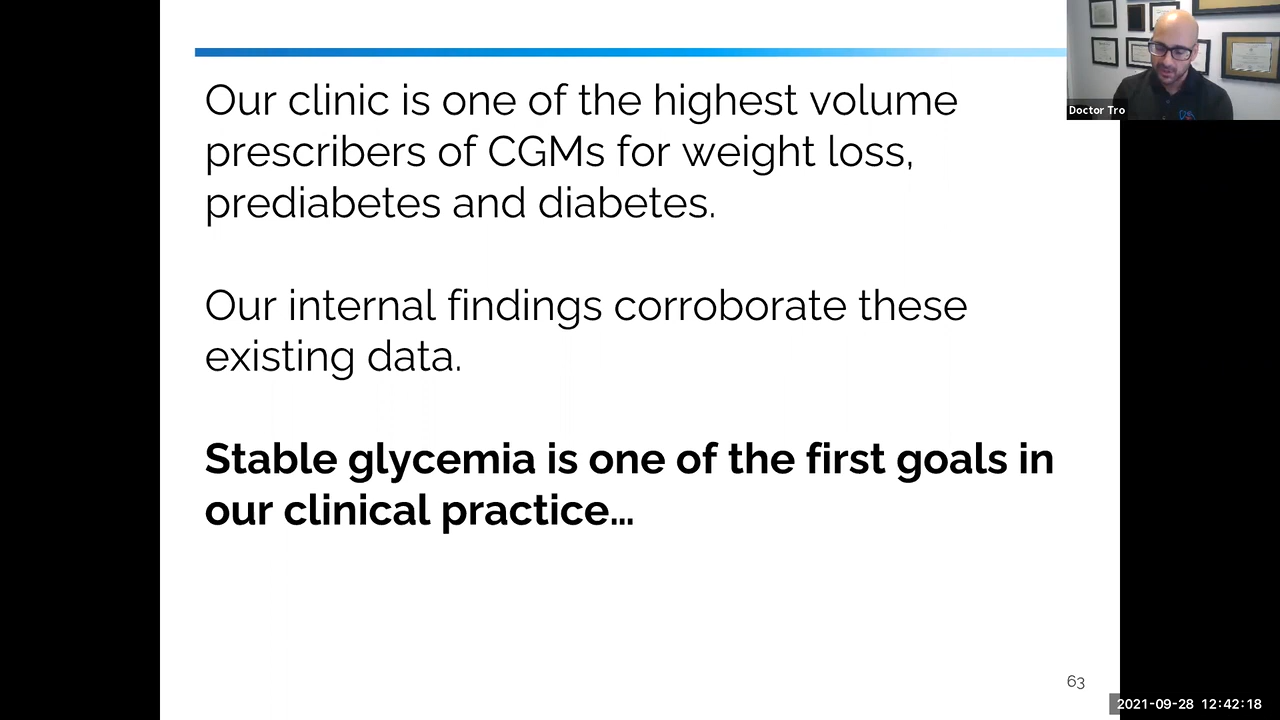 Our clinic is one of the highest volume
prescribers of CGMs for weight loss,
prediabetes and diabetes.
Our internal findings corroborate these
existing data.
Stable glycemia is one of the first goals in
our clinical practice...
63
Doctor Tro
2021-09-28 12:42:18